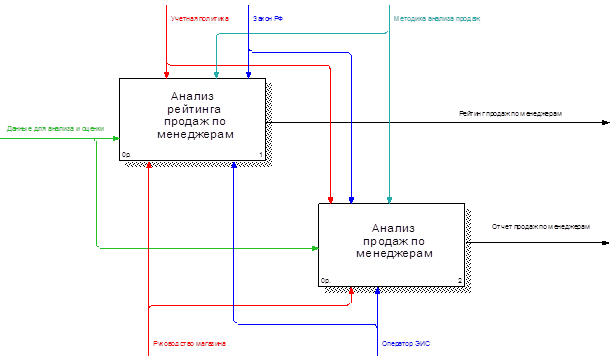 Учетная политика
Закон РФ
Методика анализа продаж
Анализ
рейтинга
продаж по
менеджерам
0р.
1
Рейтинг продаж по менеджерам
Данные для анализа и оценки
Анализ
продаж по
менеджерам
0р.
2
Отчет продаж по менеджерам
Руководство магазина
Оператор ЭИС